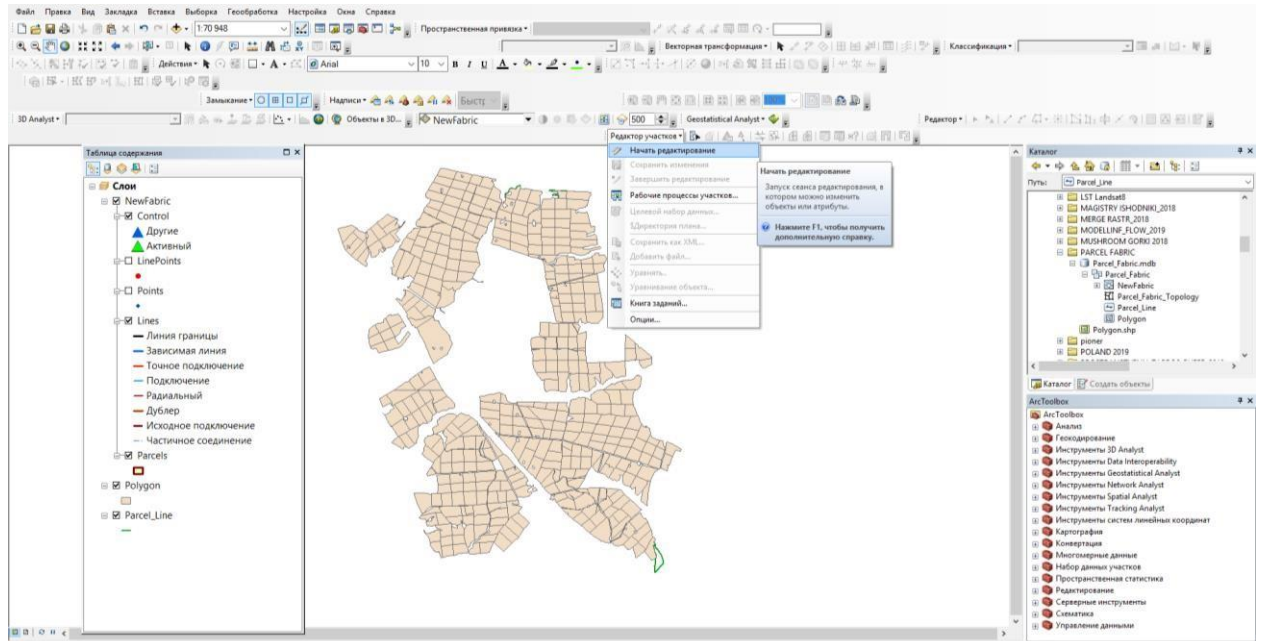 Файл Правка Вид Закладка Вставка Выборка Геообработка Настройка Окна Справка
1:70 948 Пространственная привязка
Векторная трансформация Классификация
Действия Arial 10 B I U A
Замыкание Надписи Быстр 100%
3D Analyst Объекты в 3D... NewFabric 500 Geostatistical Analyst Редактор
Редактор участков
Таблица содержания
Слои
NewFabric
Control
Другие
Активный
LinePoints
Points
Lines
Линия границы
Зависимая линия
Точное подключение
Подключение
Радиальный
Дублер
Исходное подключение
Частичное соединение
Parcels
Polygon
Parcel_Line
Начать редактирование
Сохранить изменения
Завершить редактирование
Рабочие процессы участков...
Целевой набор данных...
Директория плана...
Сохранить как XML...
Добавить файл...
Уравнять...
Уравнивание объекта...
Книга заданий...
Опции...
Начать редактирование
Запуск сеанса редактирования, в
котором можно изменить
объекты или атрибуты.
Нажмите F1, чтобы получить
дополнительную справку.
Каталог
Путь: Parcel_Line
LST Landsat8
MAGISTRY ISHODNIKI_2018
MERGE RASTR_2018
MODELLINF_FLOW_2019
MUSHROOM GORKI 2018
PARCEL FABRIC
Parcel_Fabric.mdb
Parcel_Fabric
NewFabric
Parcel_Fabric_Topology
Parcel_Line
Polygon
Polygon.shp
pioner
POLAND 2019
Каталог Создать объекты
ArcToolbox
ArcToolbox
Анализ
Геокодирование
Инструменты 3D Analyst
Инструменты Data Interoperability
Инструменты Geostatistical Analyst
Инструменты Network Analyst
Инструменты Spatial Analyst
Инструменты Tracking Analyst
Инструменты систем линейных координат
Картография
Конвертация
Многомерные данные
Набор данных участков
Пространственная статистика
Редактирование
Серверные инструменты
Схематика
Управление данными